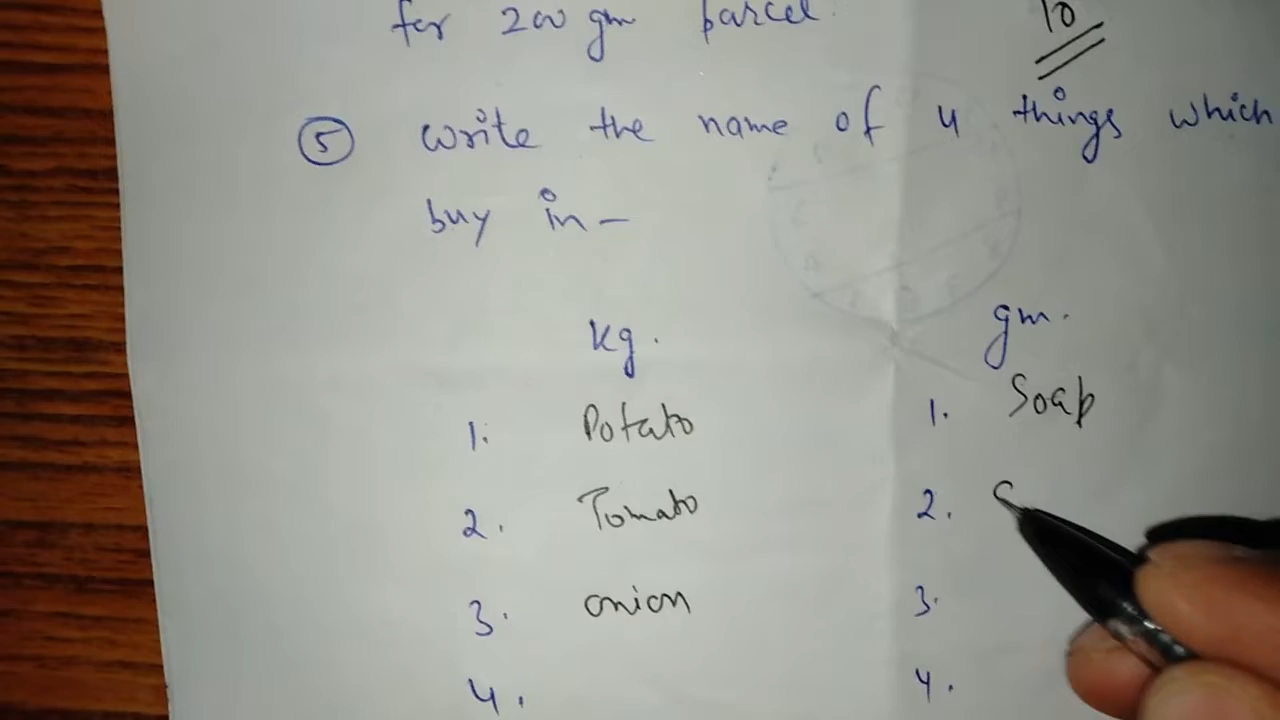 for 200 gm parcel.
10
5 write the name of 4 things which
buy in -
kg. gm.
1. Potato 1. Soap
2. Tomato 2.
3. onion 3.
4. 4.